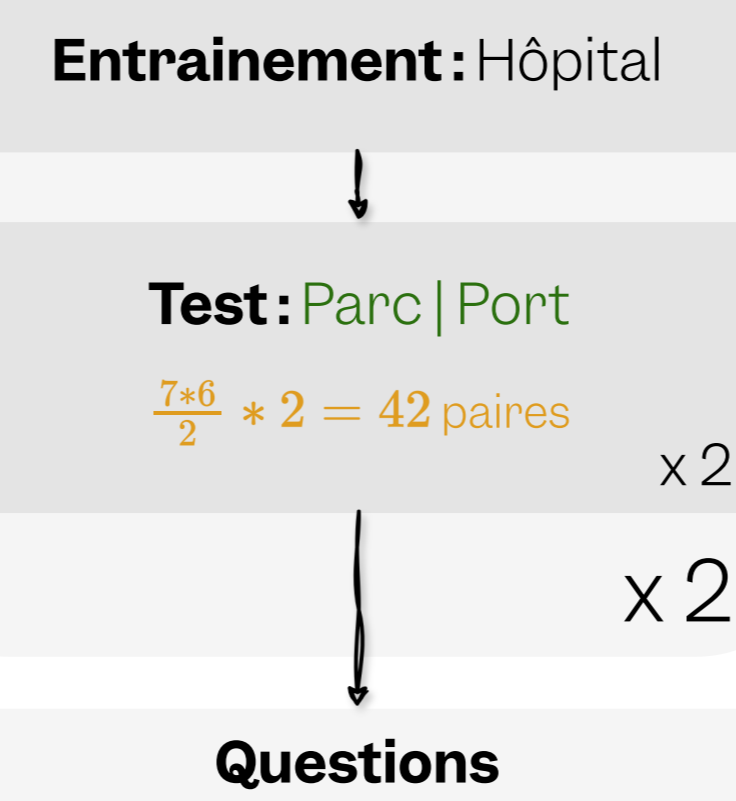 Entrainement : Hôpital
Test : Parc | Port
7*6/2 * 2 = 42 paires
x 2
x 2
Questions